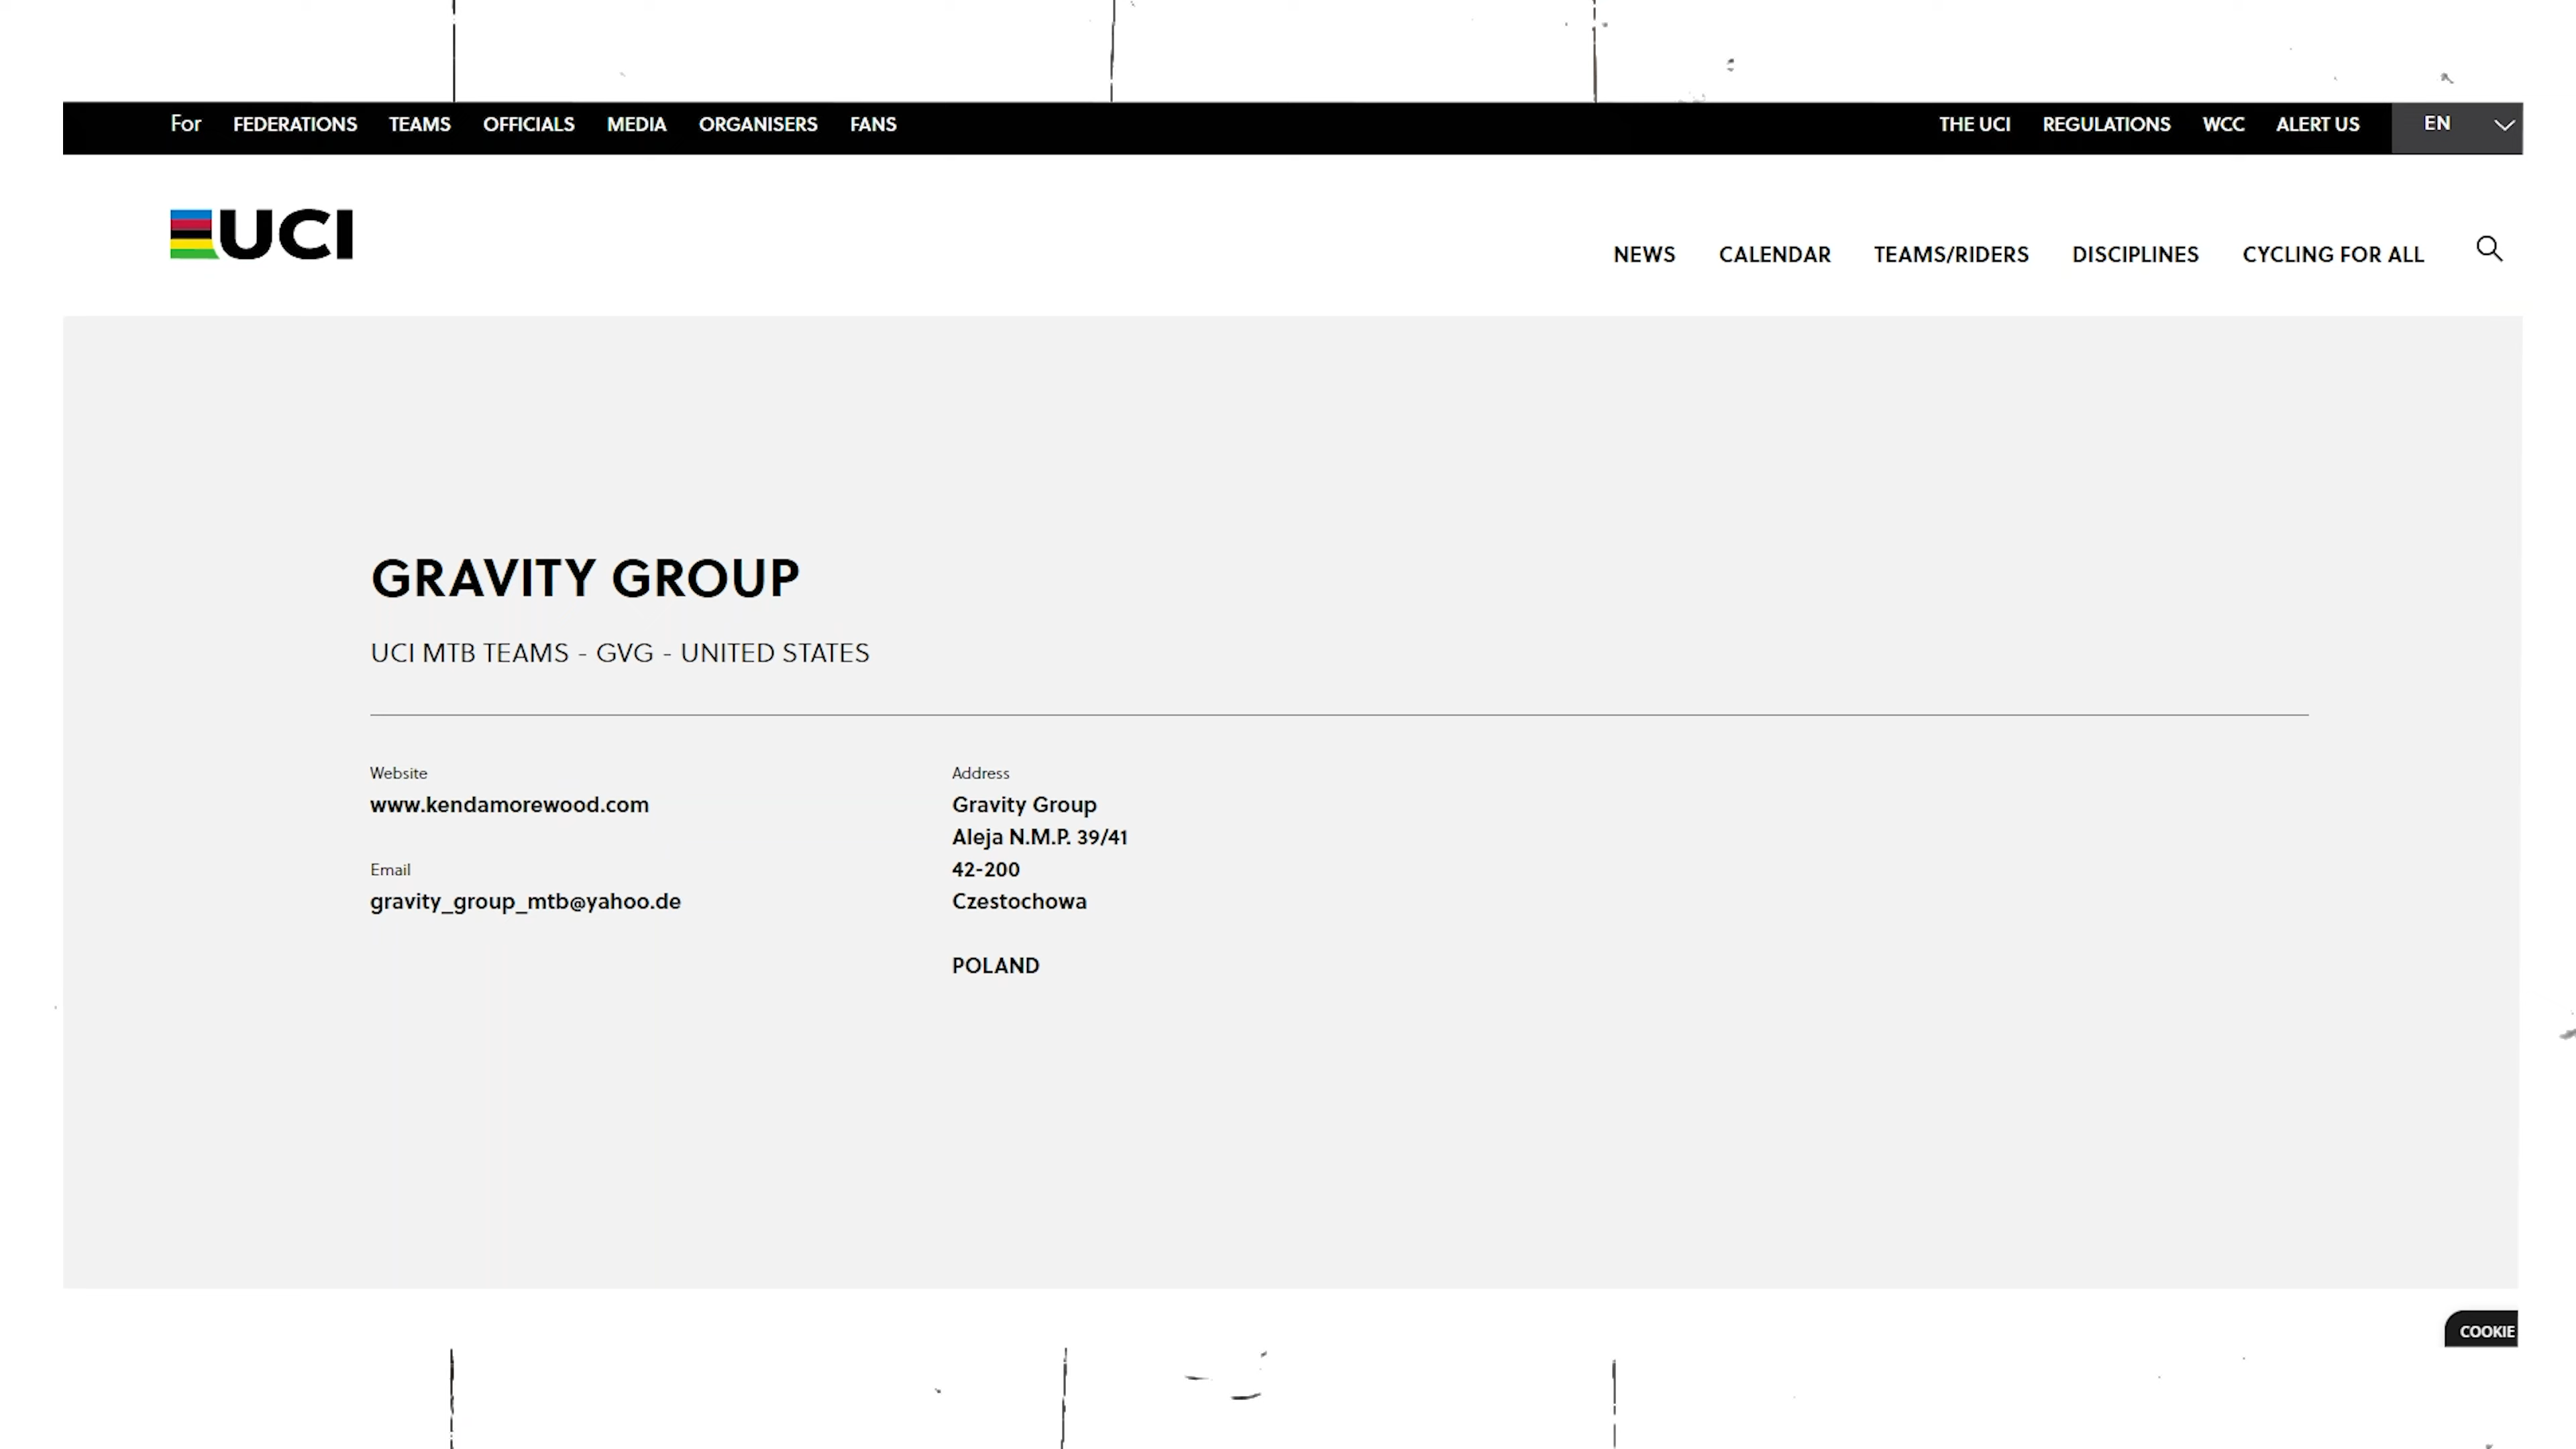 For FEDERATIONS TEAMS OFFICIALS MEDIA ORGANISERS FANS THE UCI REGULATIONS WCC ALERT US EN
UCI
NEWS CALENDAR TEAMS/RIDERS DISCIPLINES CYCLING FOR ALL
GRAVITY GROUP
UCI MTB TEAMS - GVG - UNITED STATES
Website
www.kendamorewood.com
Email
gravity_group_mtb@yahoo.de
Address
Gravity Group
Aleja N.M.P. 39/41
42-200
Czestochowa
POLAND
COOKIE